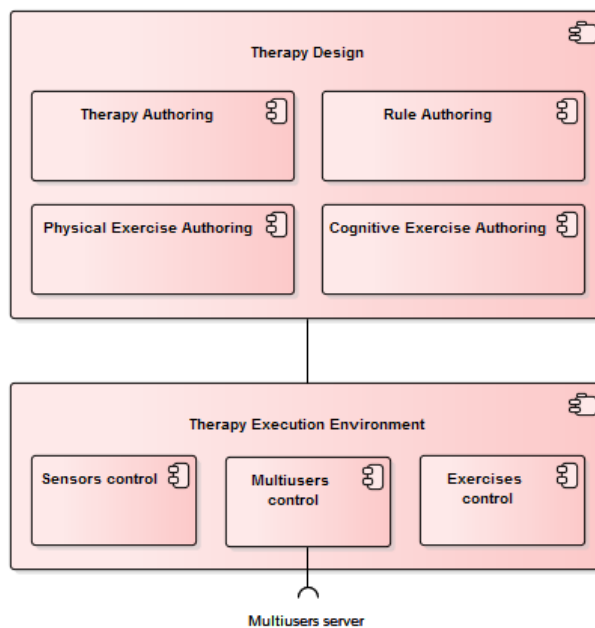 Therapy Design
Therapy Authoring
Rule Authoring
Physical Exercise Authoring
Cognitive Exercise Authoring
Therapy Execution Environment
Sensors control
Multiusers
control
Exercises
control
Multiusers server